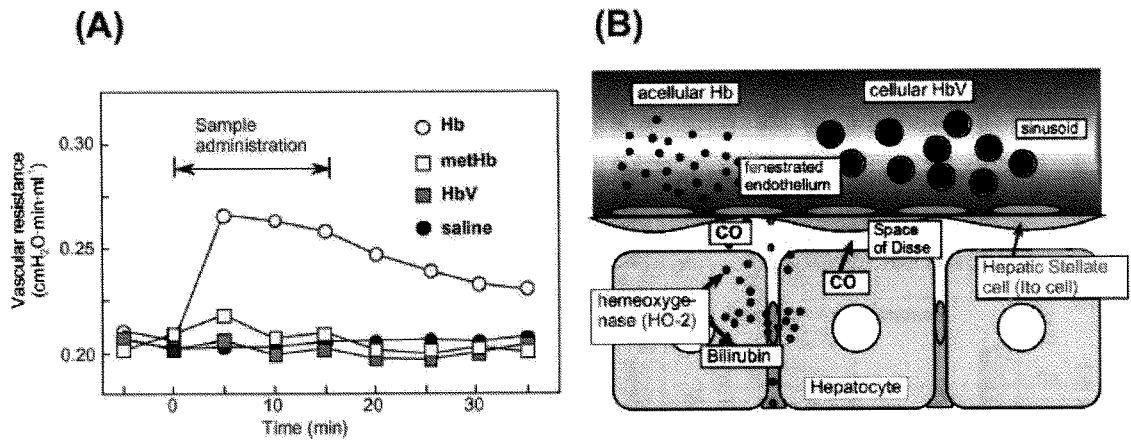 (A)
Vascular resistance
(cmH₂O·min·ml⁻¹)
0.30
0.25
0.20
Sample
administration
Hb
metHb
HbV
saline
0
10
20
30
Time (min)
(B)
acellular Hb
cellular HbV
sinusoid
fenestrated
endothelium
CO
Space
of Disse
CO
Hepatic Stellate
cell (Ito cell)
hemeoxyge-
nase (HO-2)
Bilirubin
Hepatocyte